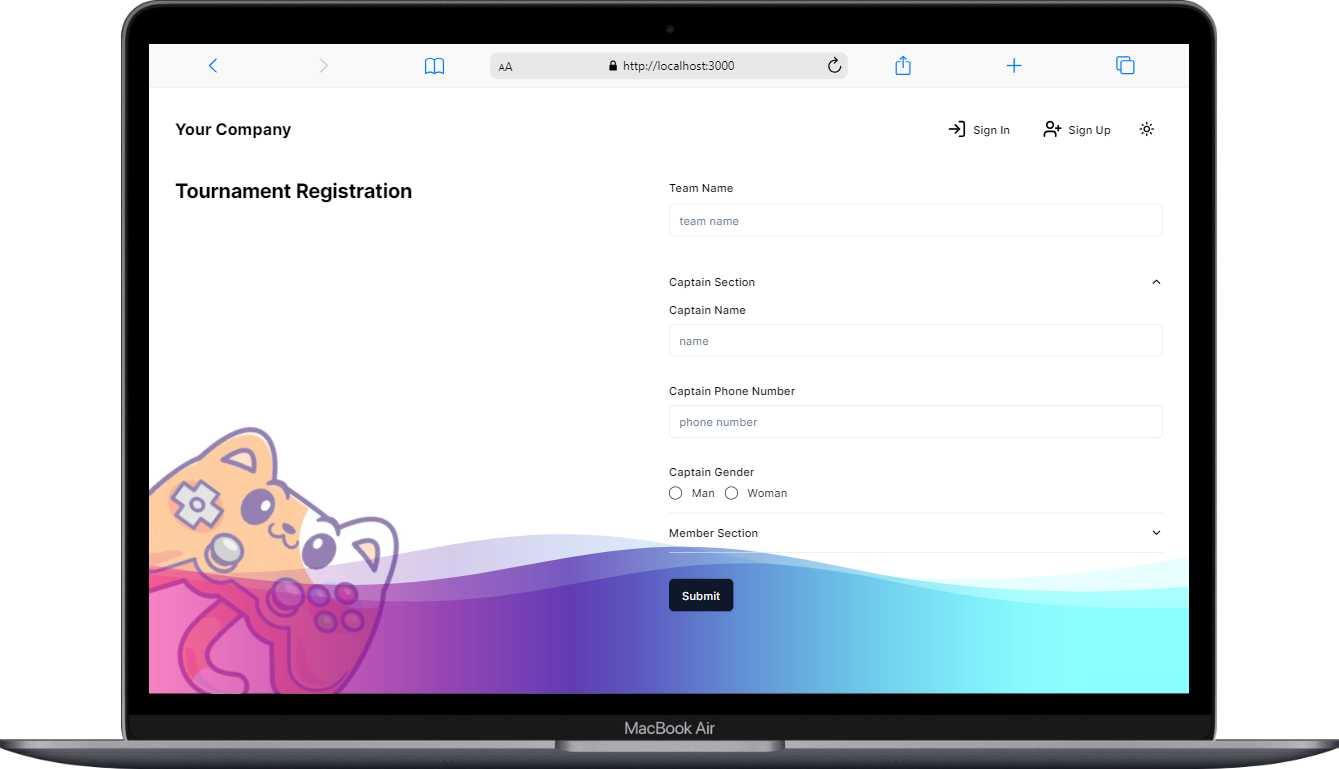 AA http://localhost:3000
Your Company
Sign In
Sign Up
Tournament Registration
Team Name
team name
Captain Section
Captain Name
name
Captain Phone Number
phone number
Captain Gender
Man
Woman
Member Section
Submit
MacBook Air